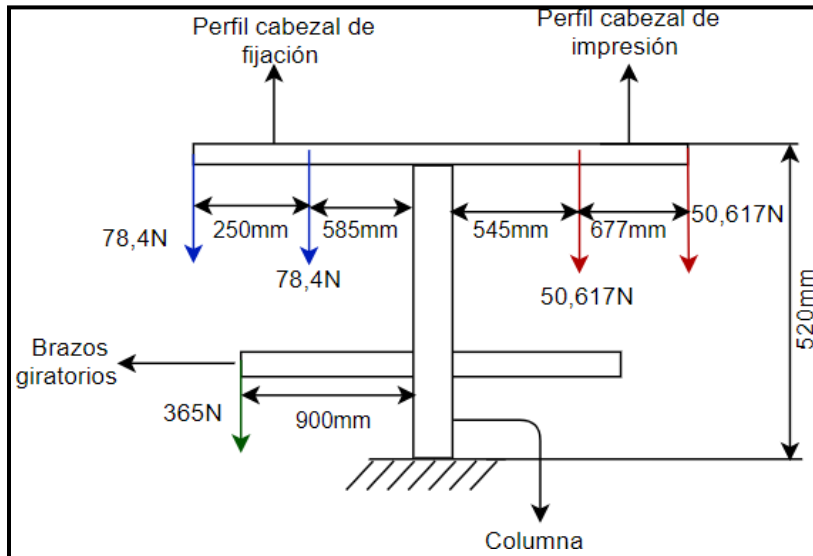 Perfil cabezal de
fijación
Perfil cabezal de
impresión
250mm
585mm
545mm
677mm
50,617N
78,4N
78,4N
50,617N
520mm
Brazos
giratorios
365N
900mm
Columna